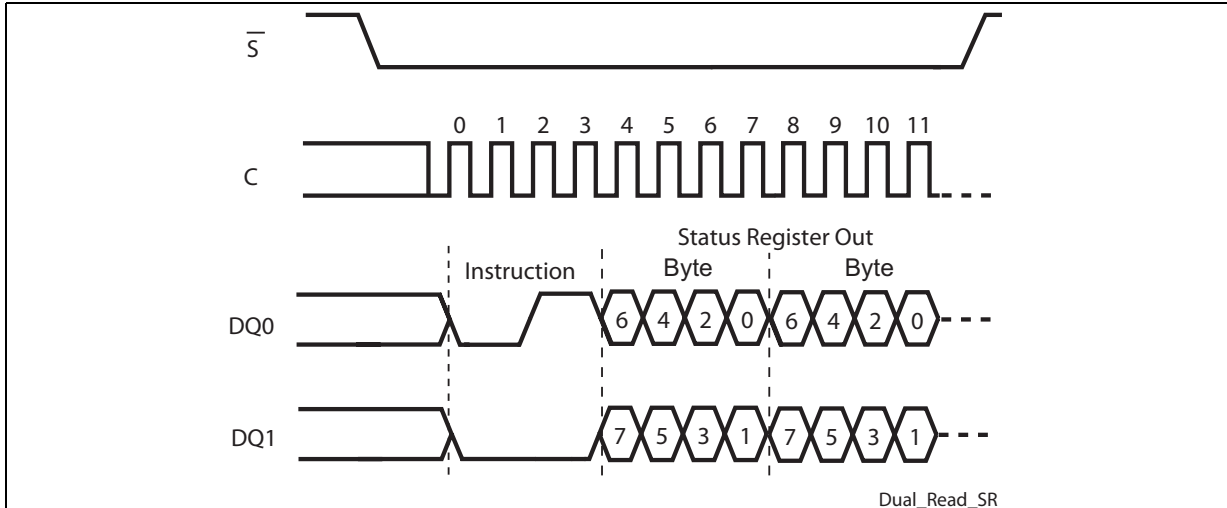 S
0 1 2 3 4 5 6 7 8 9 10 11
C
Status Register Out
Instruction Byte Byte
DQ0 6 4 2 0 6 4 2 0
DQ1 7 5 3 1 7 5 3 1
Dual_Read_SR